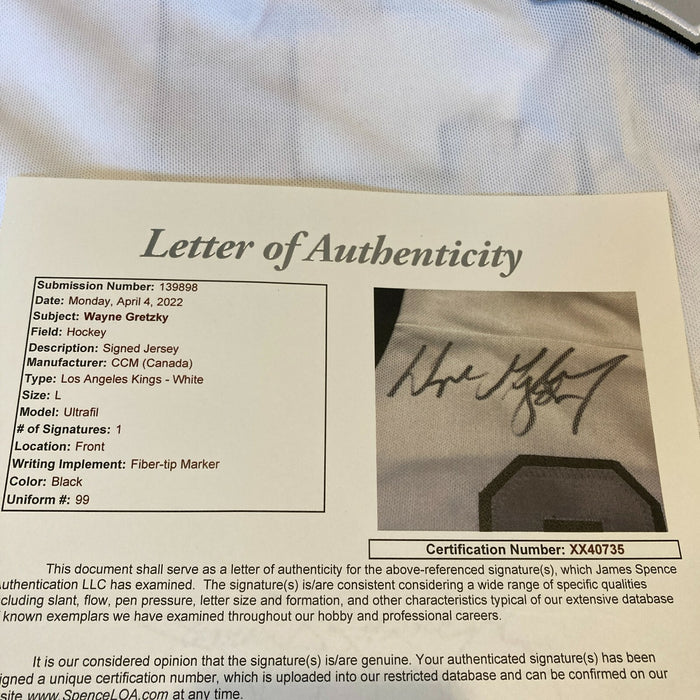 Letter of Authenticity
Submission Number: 139898
Date: Monday, April 4, 2022
Subject: Wayne Gretzky
Field: Hockey
Description: Signed Jersey
Manufacturer: CCM (Canada)
Type: Los Angeles Kings - White
Size: L
Model: Ultrafil
# of Signatures: 1
Location: Front
Writing Implement: Fiber-tip Marker
Color: Black
Uniform #: 99
Wayne Gretzky
Certification Number: XX40735
This document shall serve as a letter of authenticity for the above-referenced signature(s), which James Spence
uthentication LLC has examined. The signature(s) is/are consistent considering a wide range of specific qualities
cluding slant, flow, pen pressure, letter size and formation, and other characteristics typical of our extensive database
known exemplars we have examined throughout our hobby and professional careers.
It is our considered opinion that the signature(s) is/are genuine. Your authenticated signature(s) has been
igned a unique certification number, which is uploaded into our restricted database and can be confirmed on our
site www.SpenceLOA.com at any time.